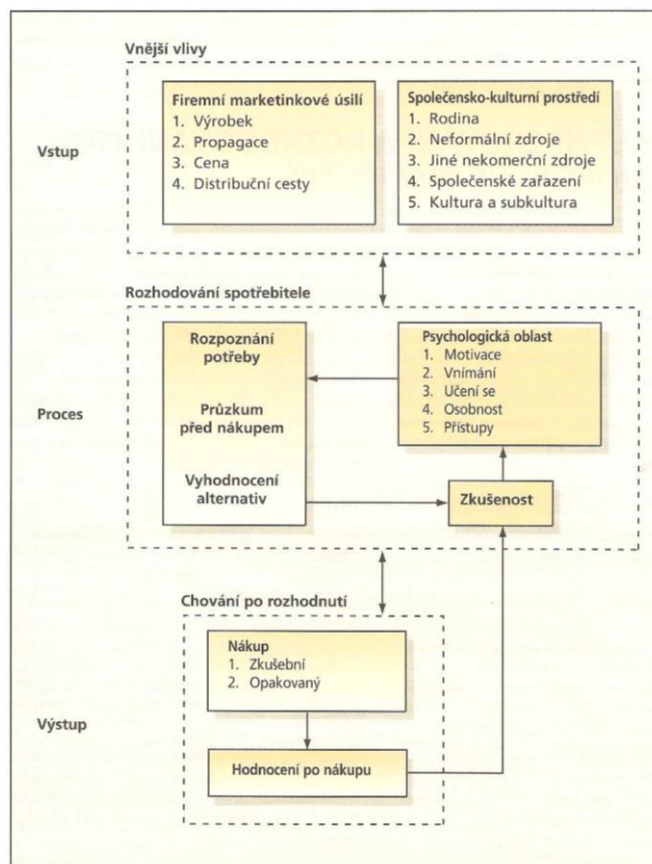 Vnější vlivy
Vstup
Firemní marketinkové úsilí
1. Výrobek
2. Propagace
3. Cena
4. Distribuční cesty
Společensko-kulturní prostředí
1. Rodina
2. Neformální zdroje
3. Jiné nekomerční zdroje
4. Společenské zařazení
5. Kultura a subkultura
Rozhodování spotřebitele
Proces
Rozpoznání
potřeby
Průzkum
před nákupem
Vyhodnocení
alternativ
Psychologická oblast
1. Motivace
2. Vnímání
3. Učení se
4. Osobnost
5. Přístupy
Zkušenost
Chování po rozhodnutí
Výstup
Nákup
1. Zkušební
2. Opakovaný
Hodnocení po nákupu